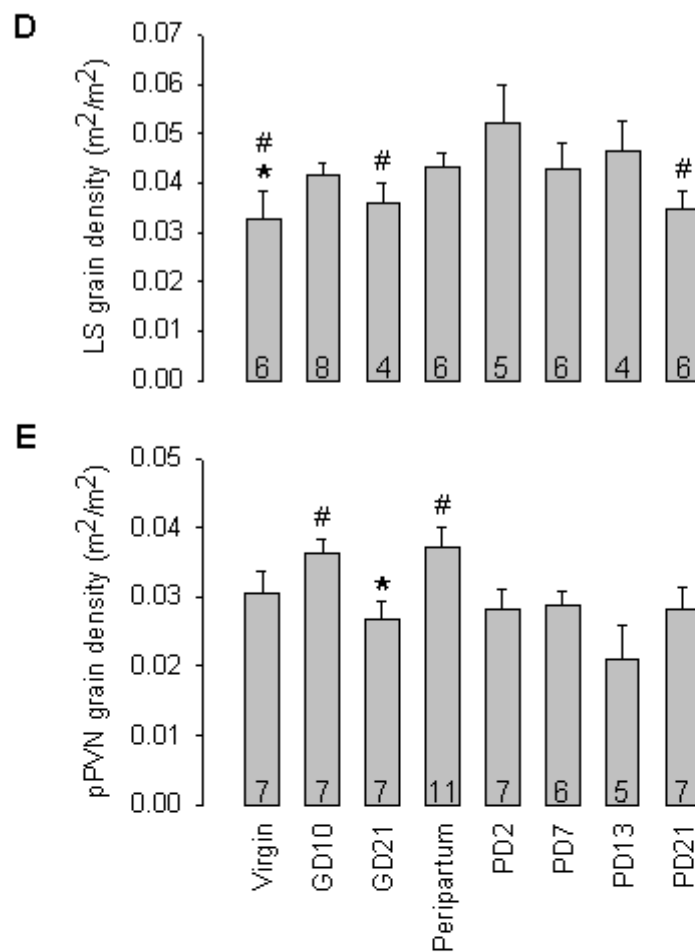 D
LS grain density (m²/m²)
0.07
0.06
0.05
0.04
0.03
0.02
0.01
0.00
#
★
#
#
6 8 4 6 5 6 4 6
E
pPVN grain density (m²/m²)
0.05
0.04
0.03
0.02
0.01
0.00
#
★
#
7 7 7 11 7 6 5 7
Virgin
GD10
GD21
Peripartum
PD2
PD7
PD13
PD21